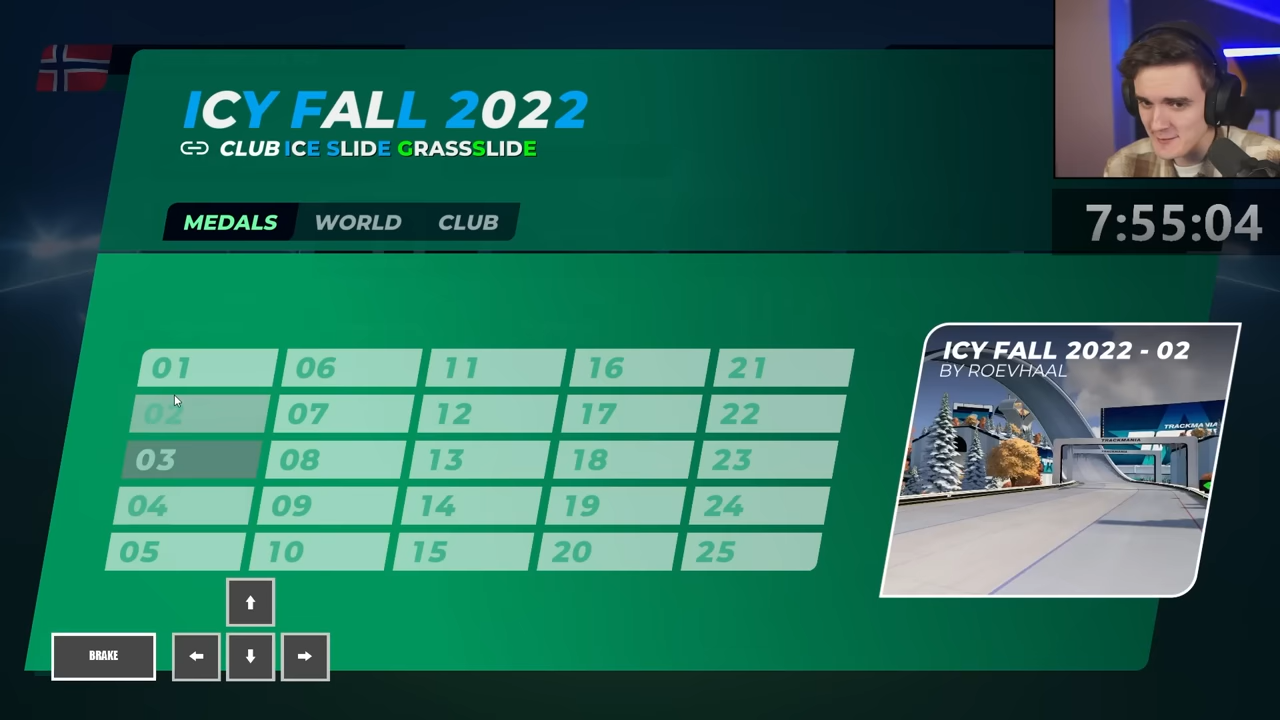 ICY FALL 2022
CLUB ICE SLIDE GRASSSLIDE
MEDALS WORLD CLUB
7:55:04
01 06 11 16 21
02 07 12 17 22
03 08 13 18 23
04 09 14 19 24
05 10 15 20 25
ICY FALL 2022 - 02
BY ROEVHAAL
TRACKMANIA
TRACKMANIA
BRAKE